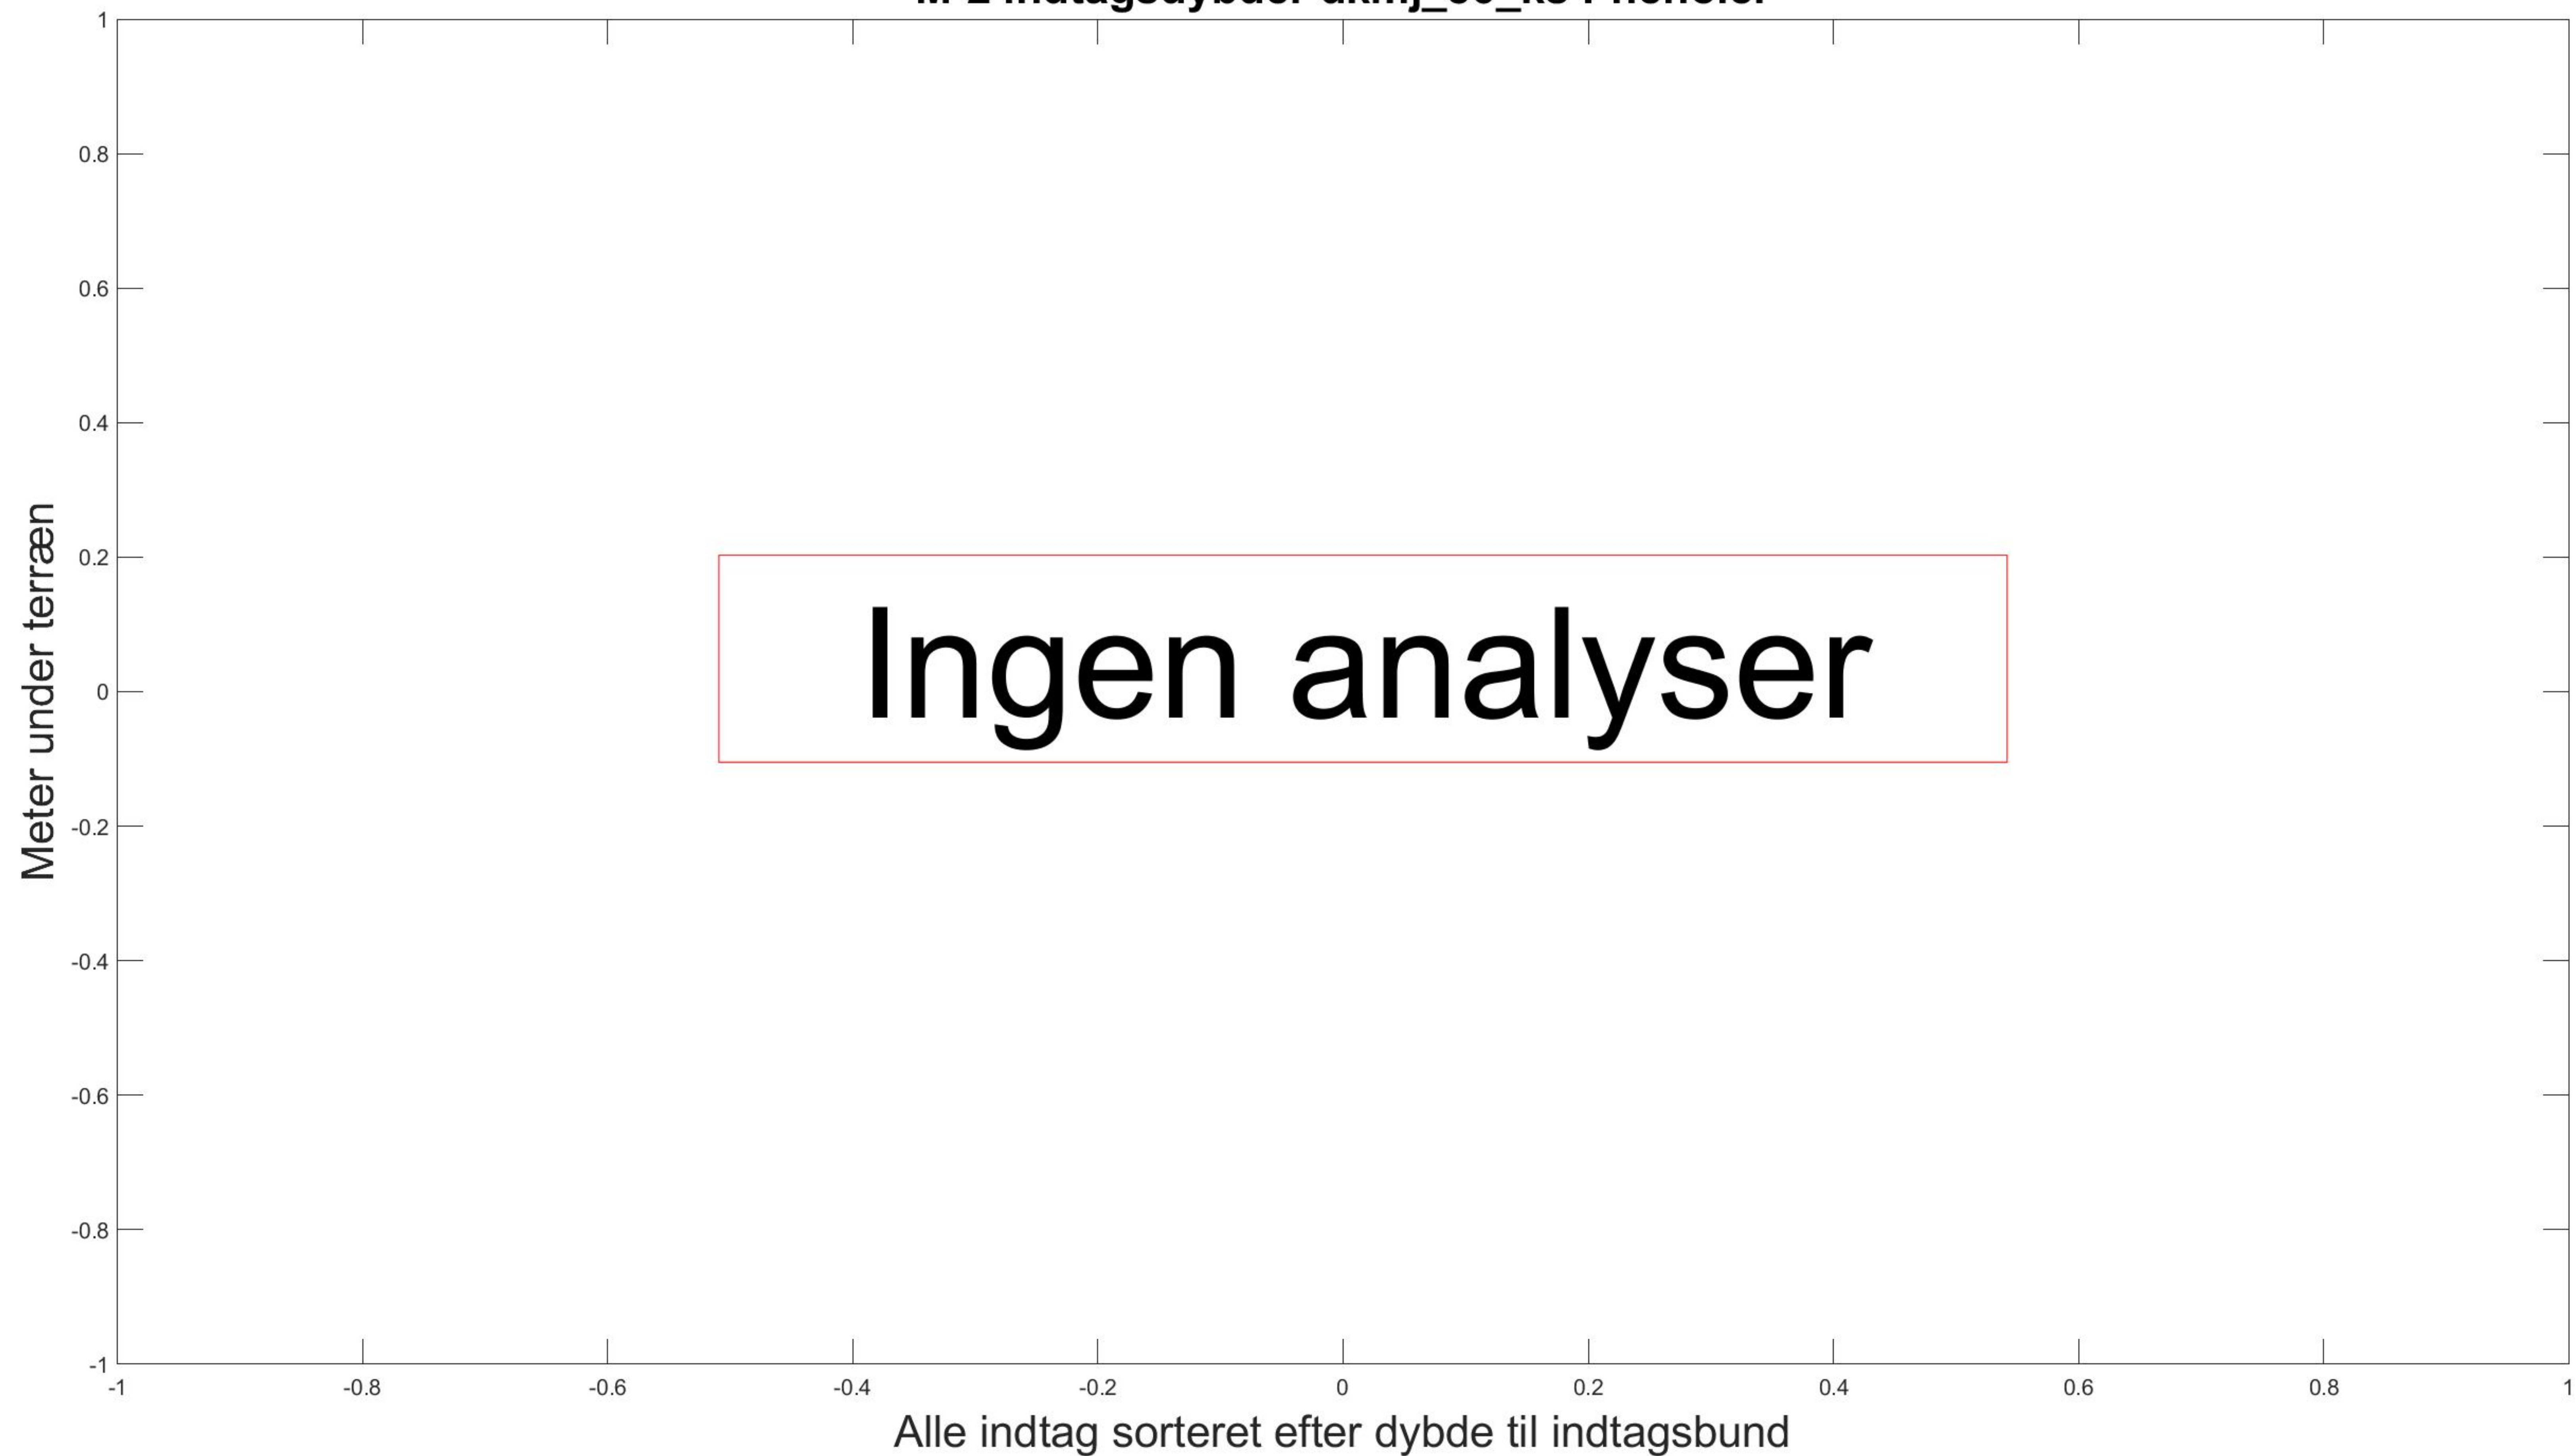 1
0.8
0.6
0.4
0.2
0
-0.2
-0.4
-0.6
-0.8
-1
Meter under terræn
Ingen analyser
-1 -0.8 -0.6 -0.4 -0.2 0 0.2 0.4 0.6 0.8 1
Alle indtag sorteret efter dybde til indtagsbund